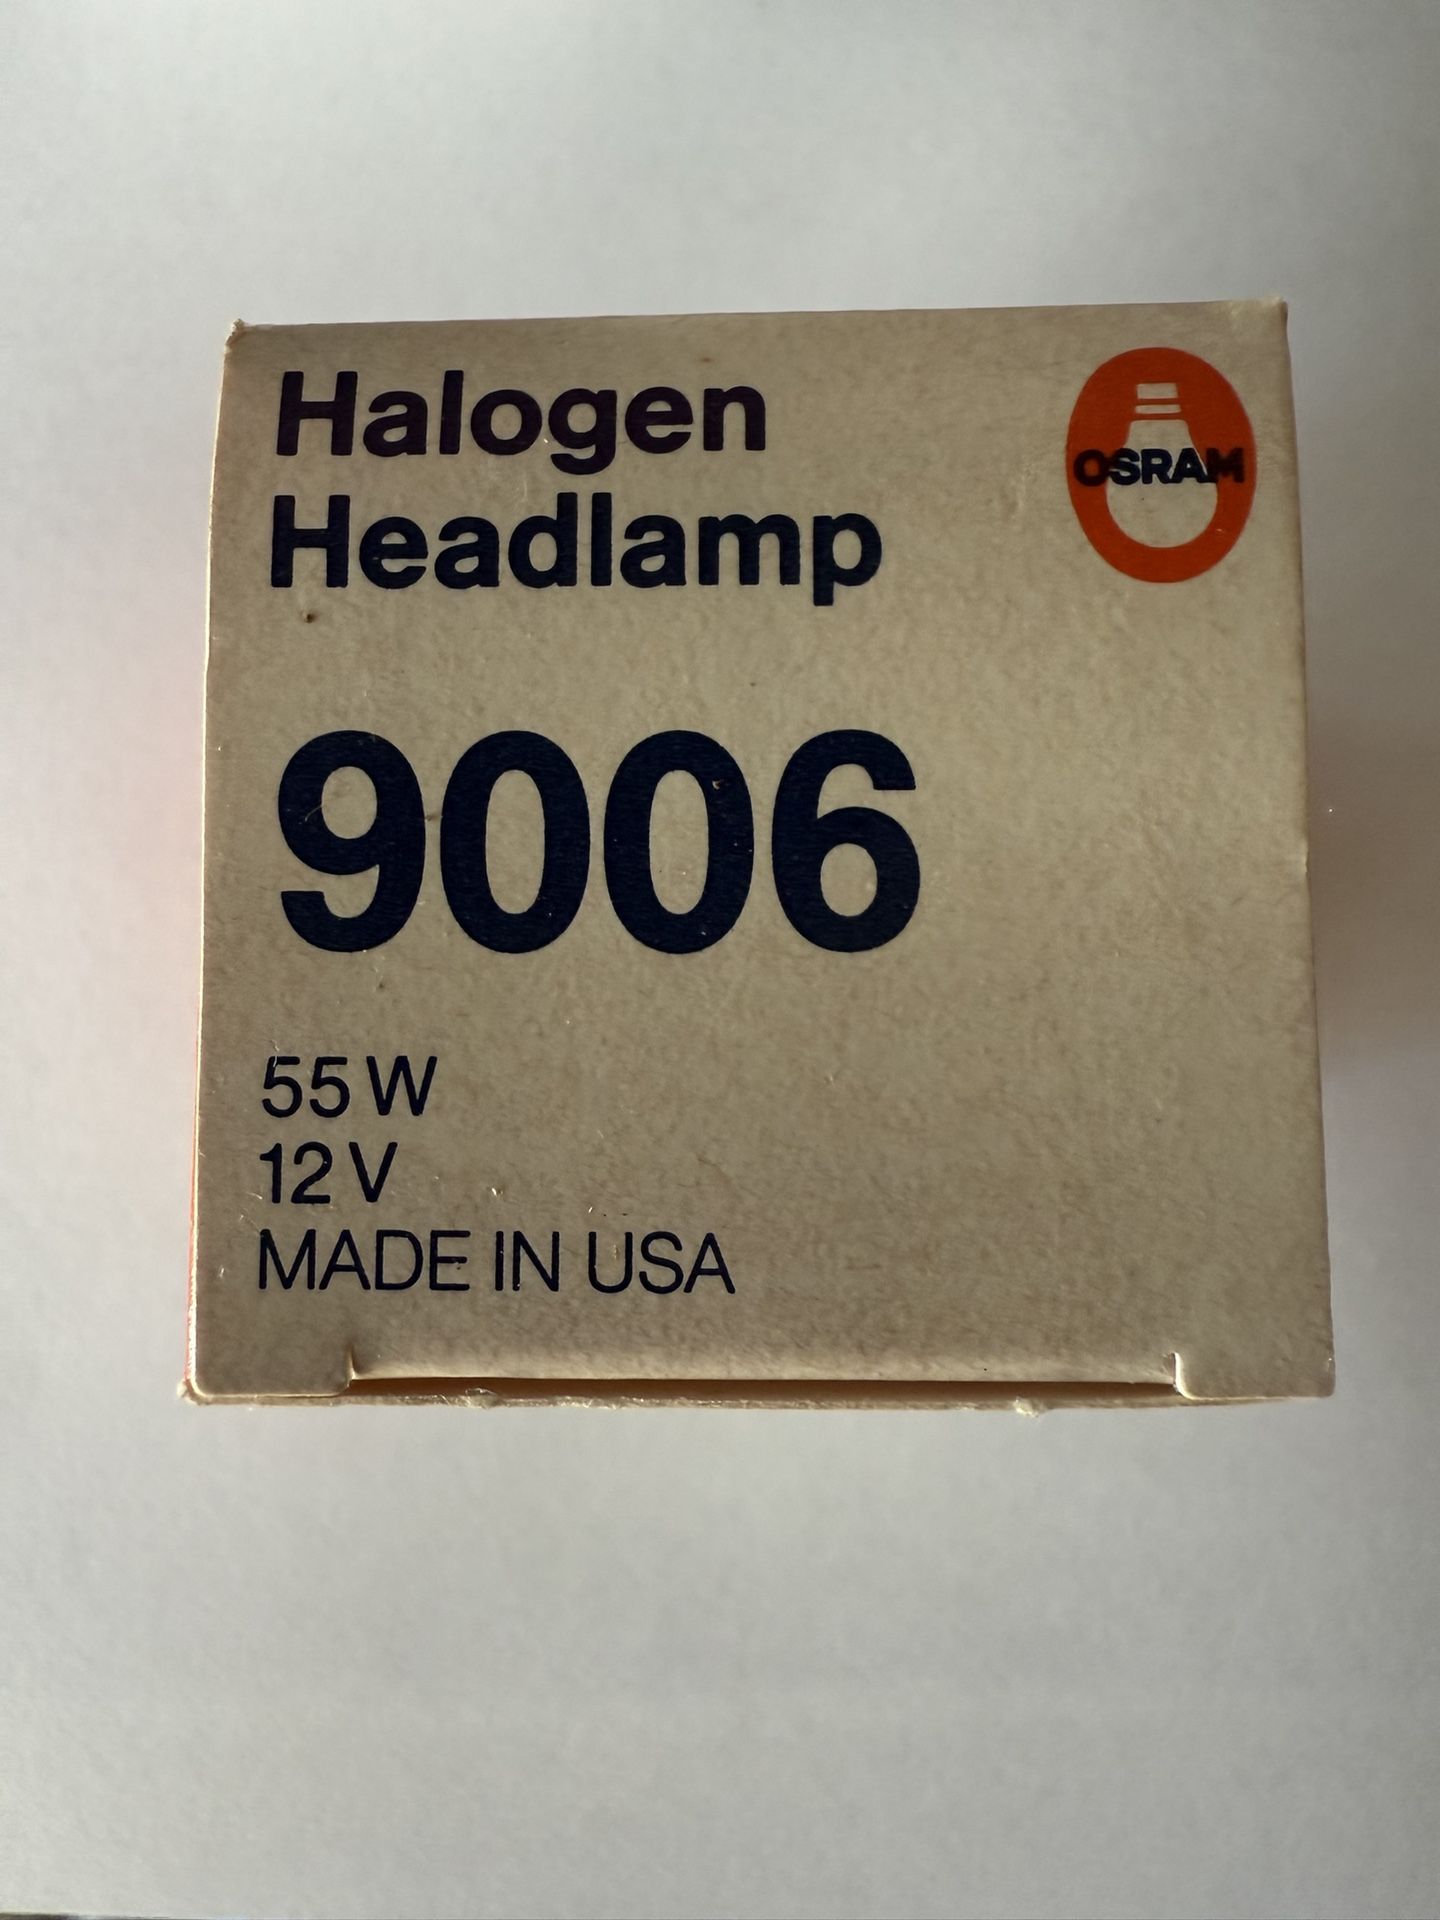 Halogen
Headlamp
OSRAM
9006
55 W
12 V
MADE IN USA